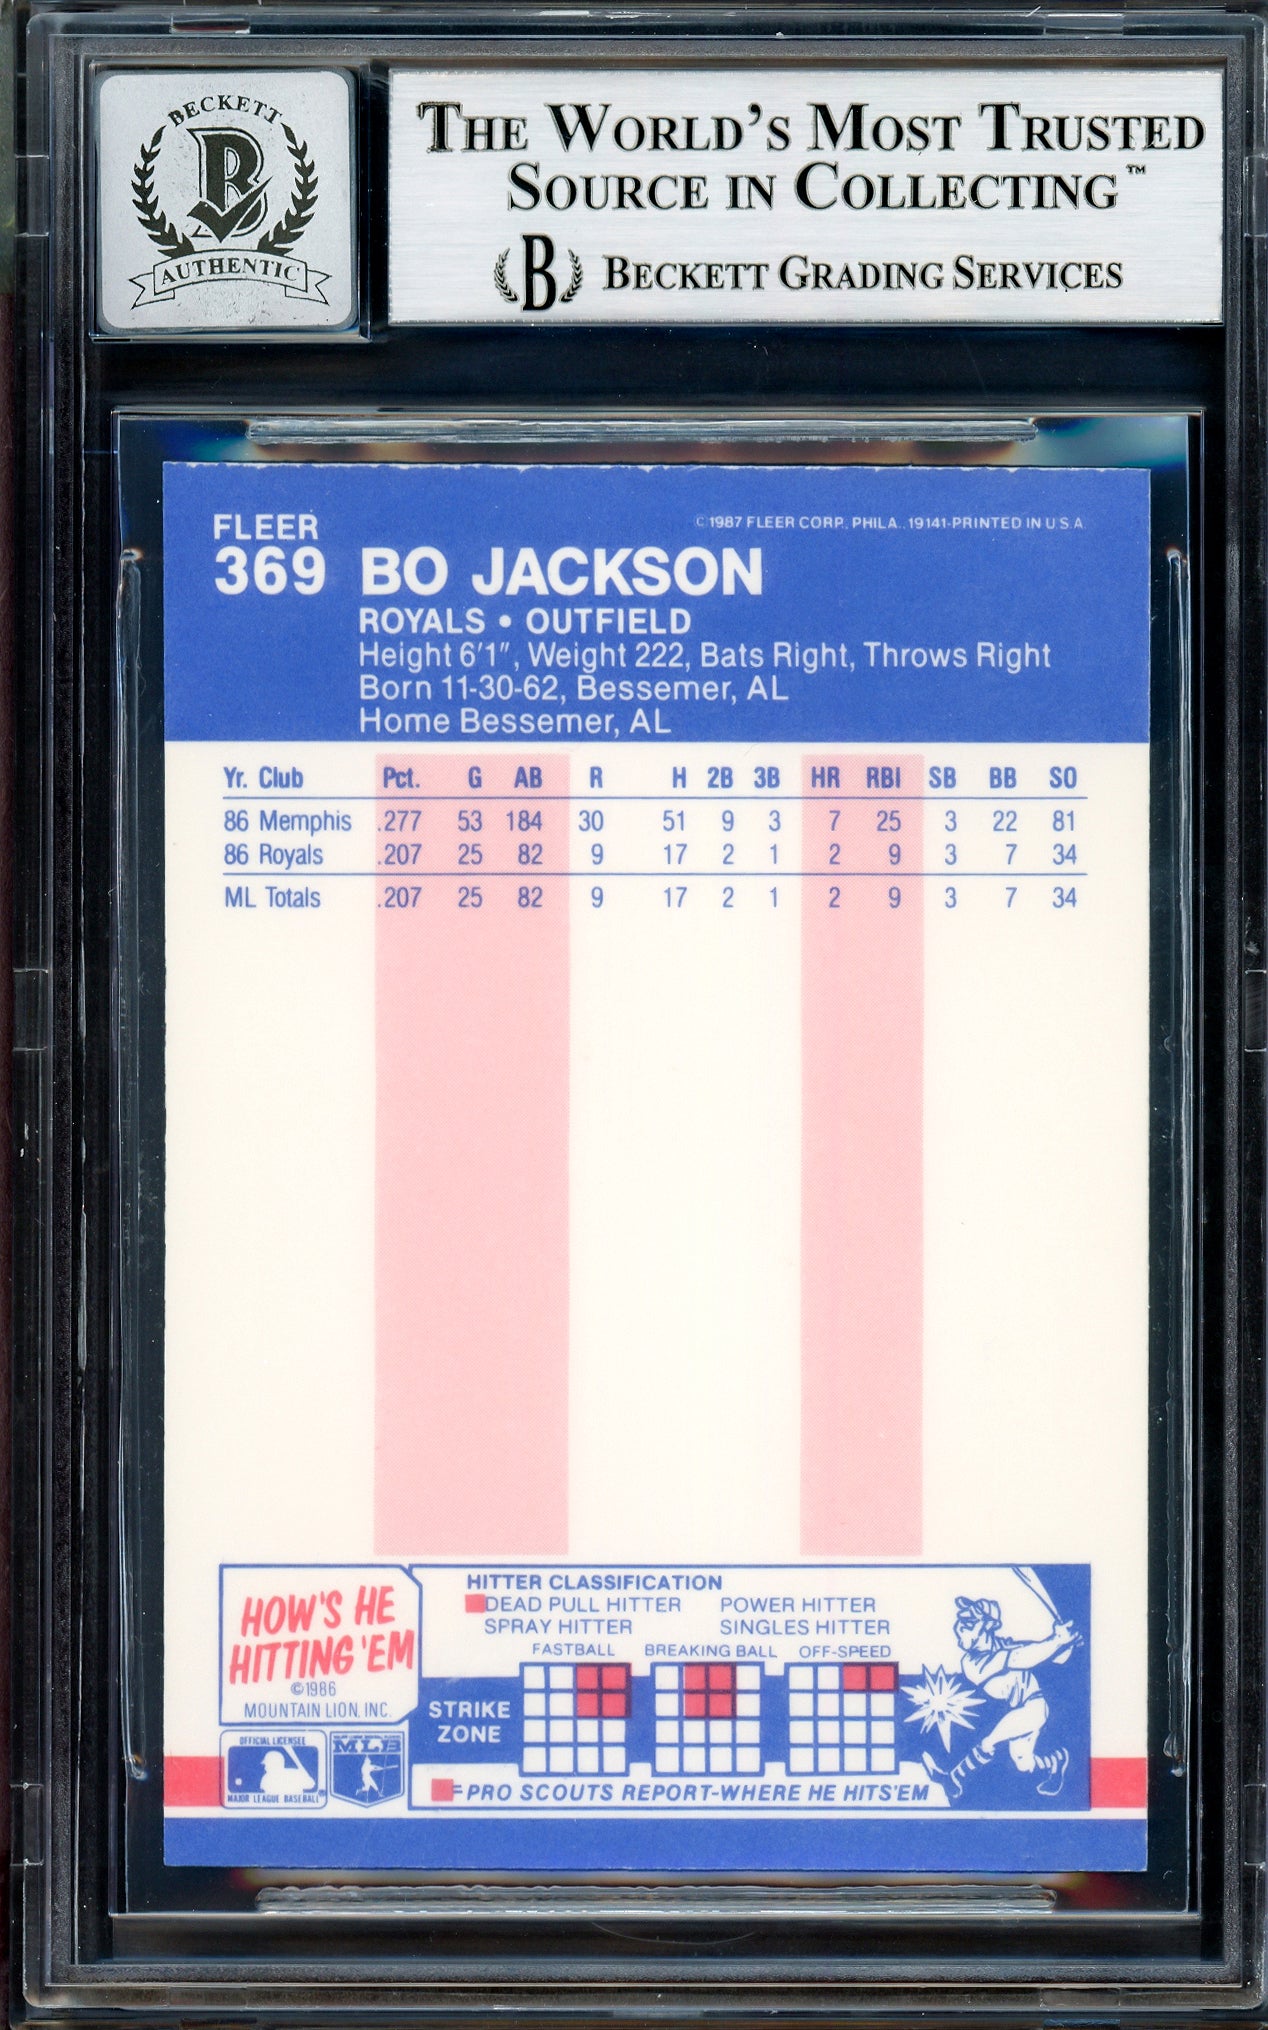 BECKETT
AUTHENTIC
THE WORLD'S MOST TRUSTED
SOURCE IN COLLECTING™
B BECKETT GRADING SERVICES
FLEER
© 1987 FLEER CORP. PHILA., 19141-PRINTED IN U.S.A.
369 BO JACKSON
ROYALS • OUTFIELD
Height 6'1", Weight 222, Bats Right, Throws Right
Born 11-30-62, Bessemer, AL
Home Bessemer, AL
Yr. Club Pct. G AB R H 2B 3B HR RBI SB BB SO
86 Memphis .277 53 184 30 51 9 3 7 25 3 22 81
86 Royals .207 25 82 9 17 2 1 2 9 3 7 34
ML Totals .207 25 82 9 17 2 1 2 9 3 7 34
HOW'S HE
HITTING 'EM
©1986
MOUNTAIN LION, INC.
HITTER CLASSIFICATION
DEAD PULL HITTER POWER HITTER
SPRAY HITTER SINGLES HITTER
FASTBALL BREAKING BALL OFF-SPEED
STRIKE
ZONE
=PRO SCOUTS REPORT-WHERE HE HITS'EM
OFFICIAL LICENSEE
MAJOR LEAGUE BASEBALL®
MLB